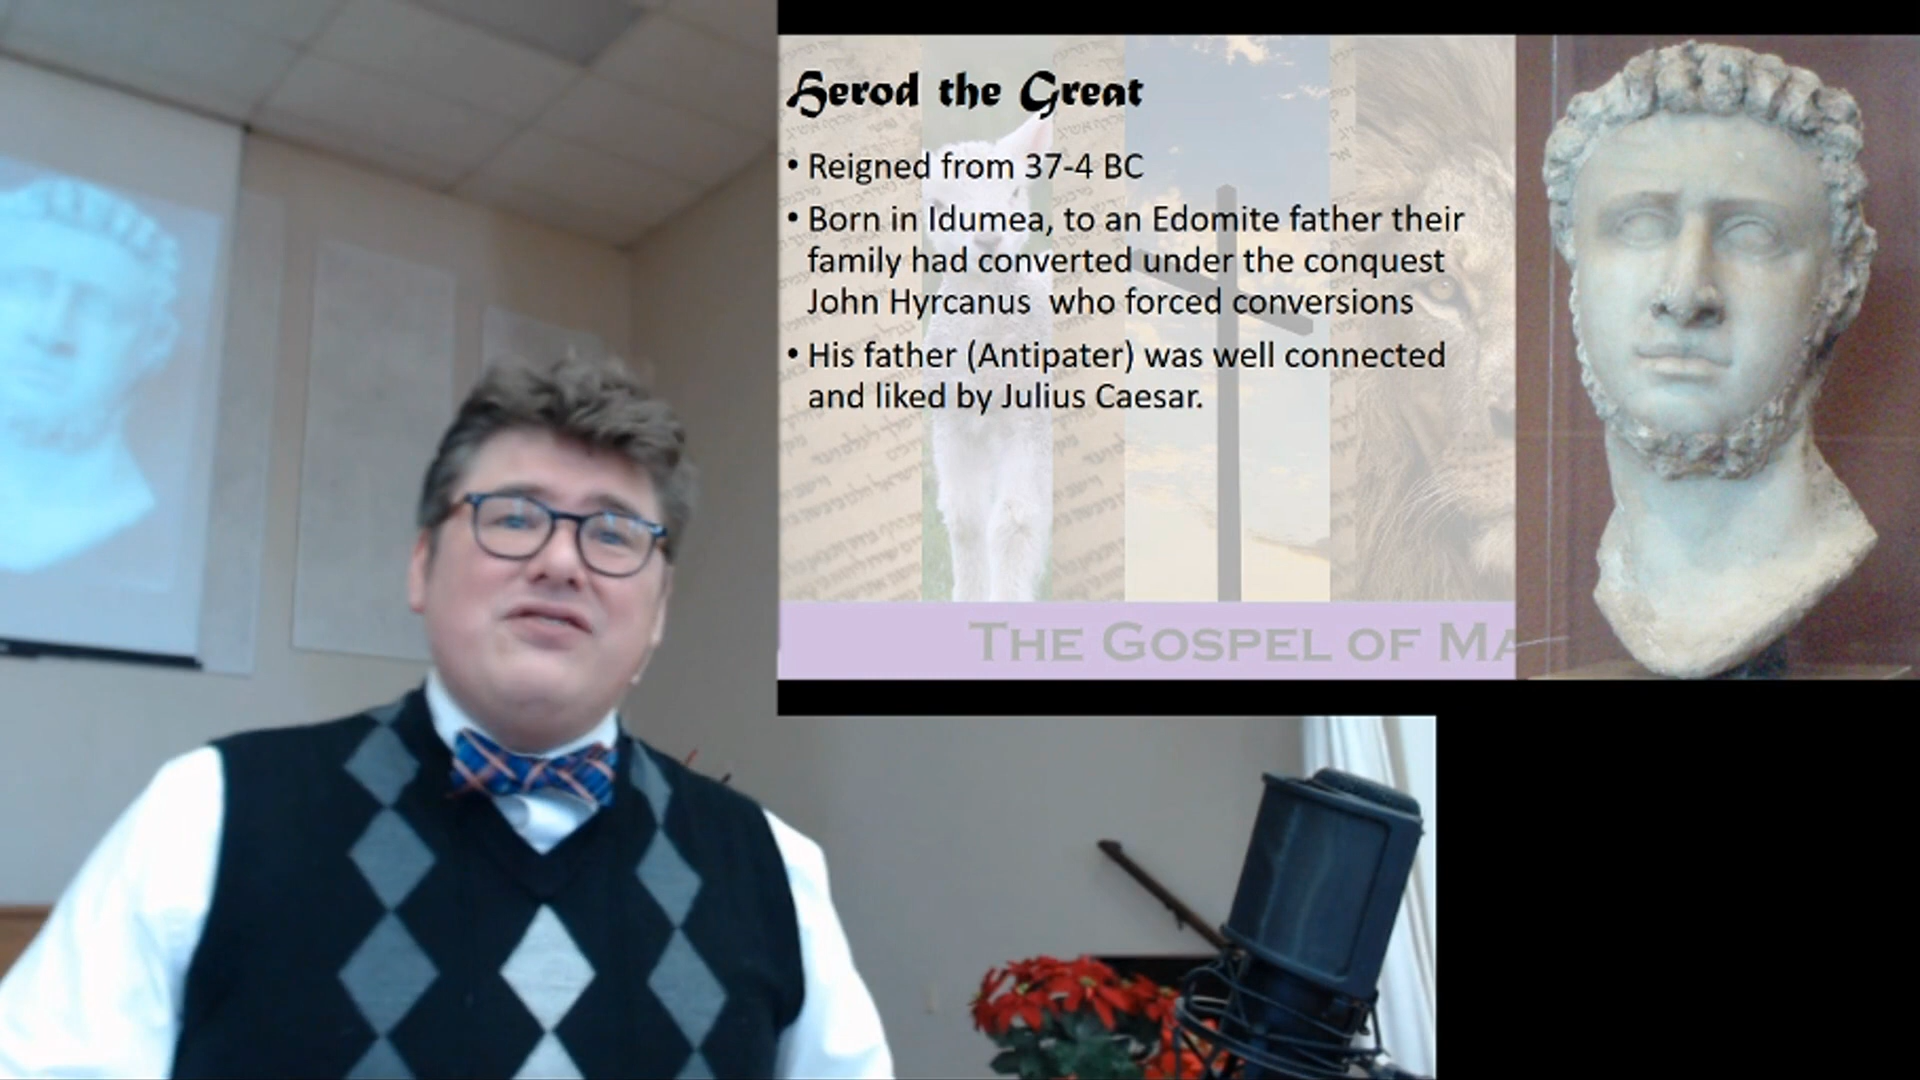 Herod the Great
• Reigned from 37-4 BC
• Born in Idumea, to an Edomite father their
family had converted under the conquest
John Hyrcanus  who forced conversions
• His father (Antipater) was well connected
and liked by Julius Caesar.
THE GOSPEL OF MA